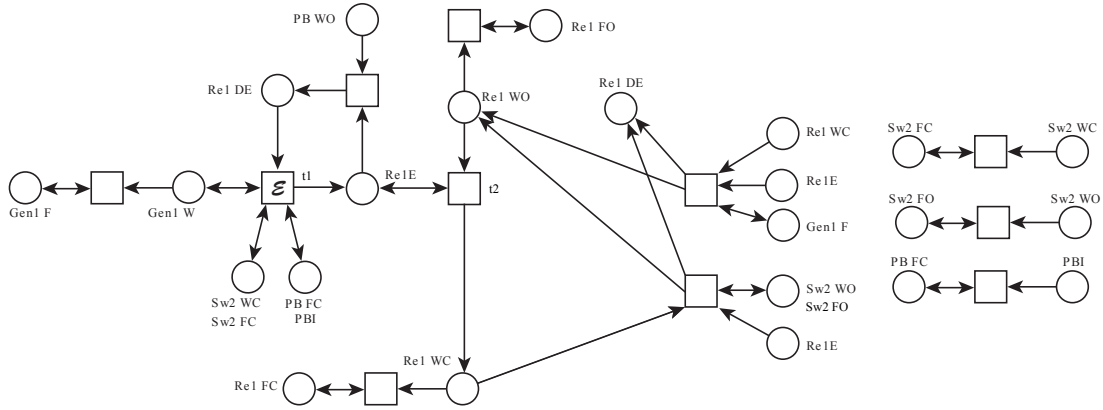 PB WO
Re1 FO
Re1 DE
Re1 WO
Re1 DE
Re1 WC
Sw2 FC
Sw2 WC
ℰ
t1
Re1E
t2
Re1E
Gen1 F
Gen1 W
Gen1 F
Sw2 FO
Sw2 WO
Sw2 WC
Sw2 FC
PB FC
PBI
Sw2 WO
Sw2 FO
PB FC
PBI
Re1E
Re1 WC
Re1 FC